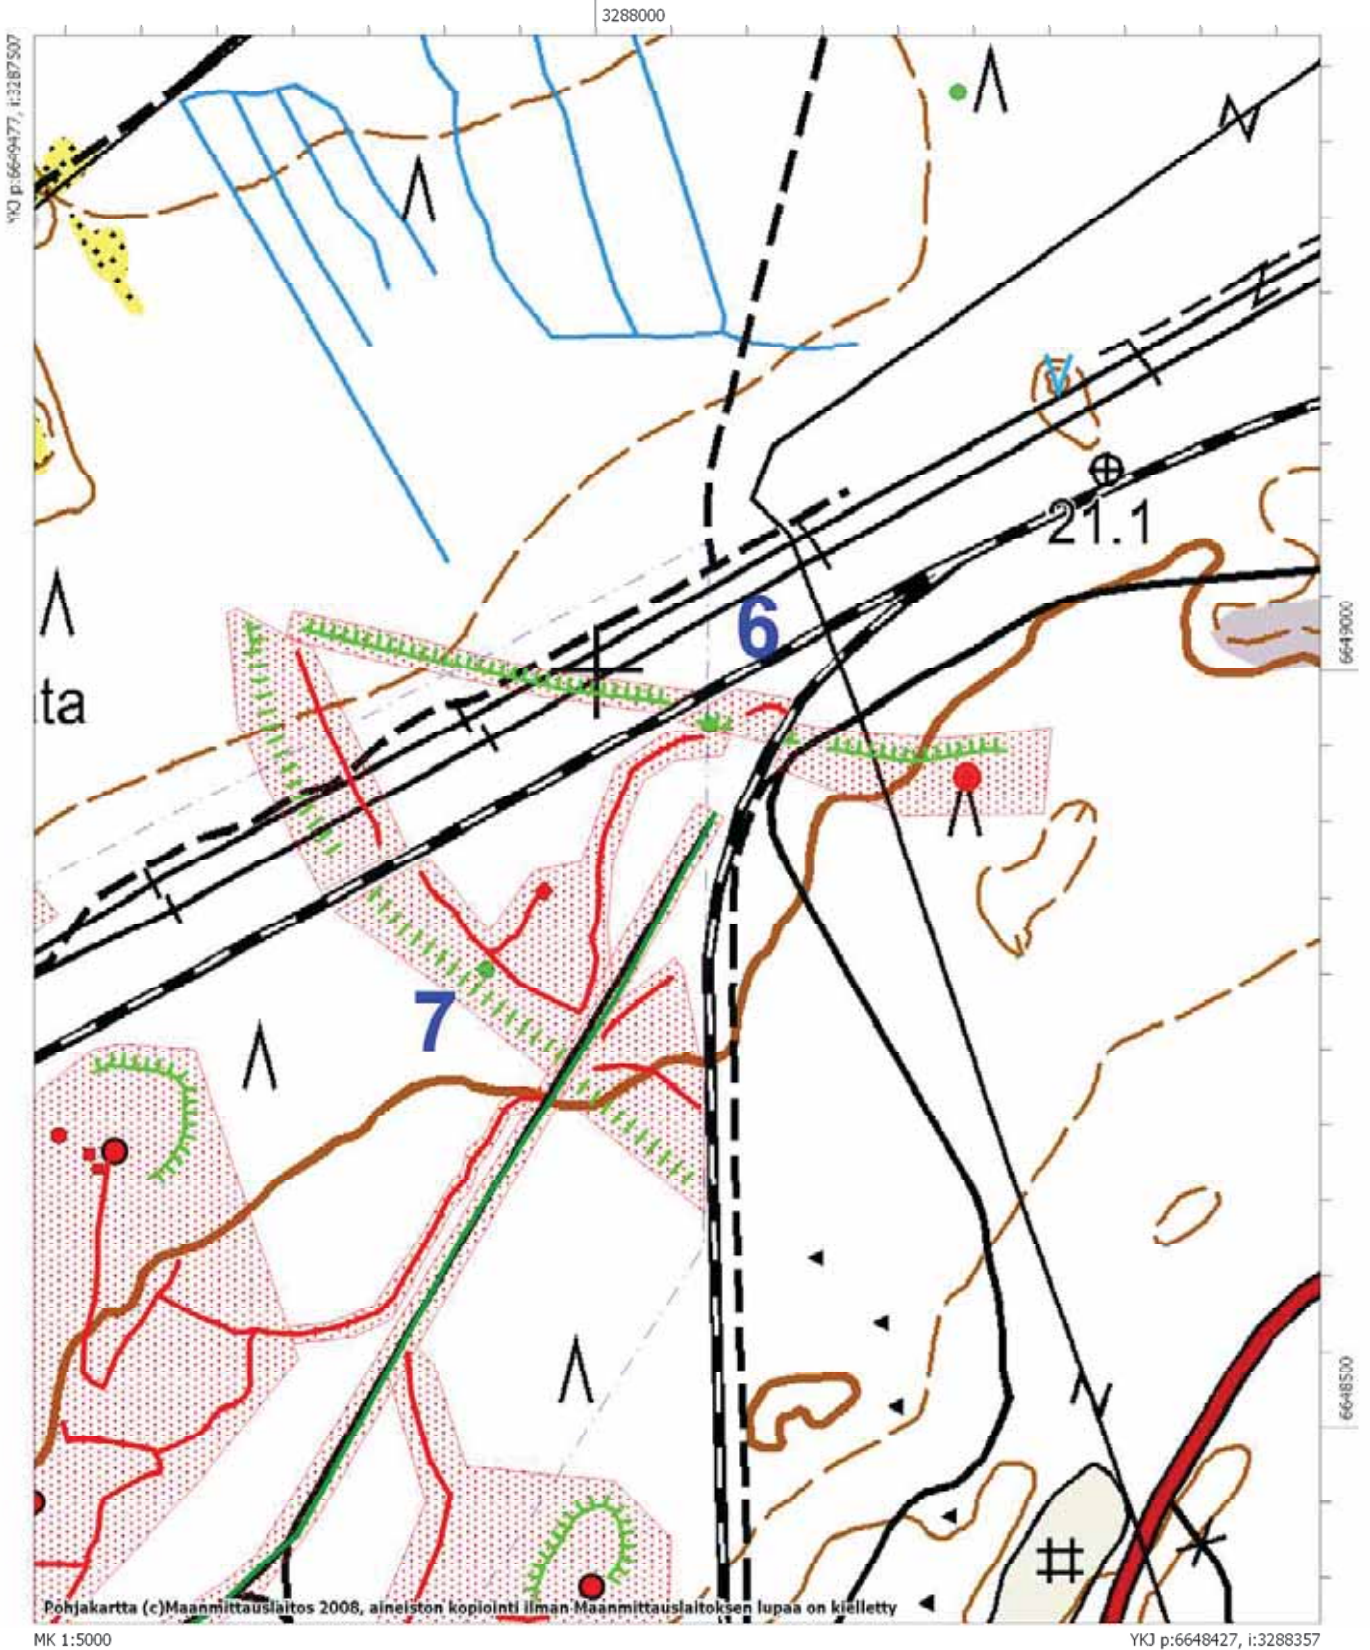 3288000
YKJ p:6649477, i:3287507
21.1
6
6649000
ta
7
6648500
Pohjakartta (c)Maanmittauslaitos 2008, aineiston kopiointi ilman Maanmittauslaitoksen lupaa on kielletty
MK 1:5000
YKJ p:6648427, i:3288357